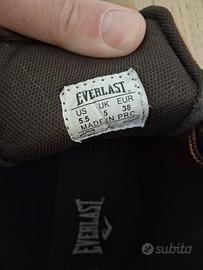 EVERLAST
US UK EUR
5.5 5 38
MADE IN PRC
EVERLAST
subito